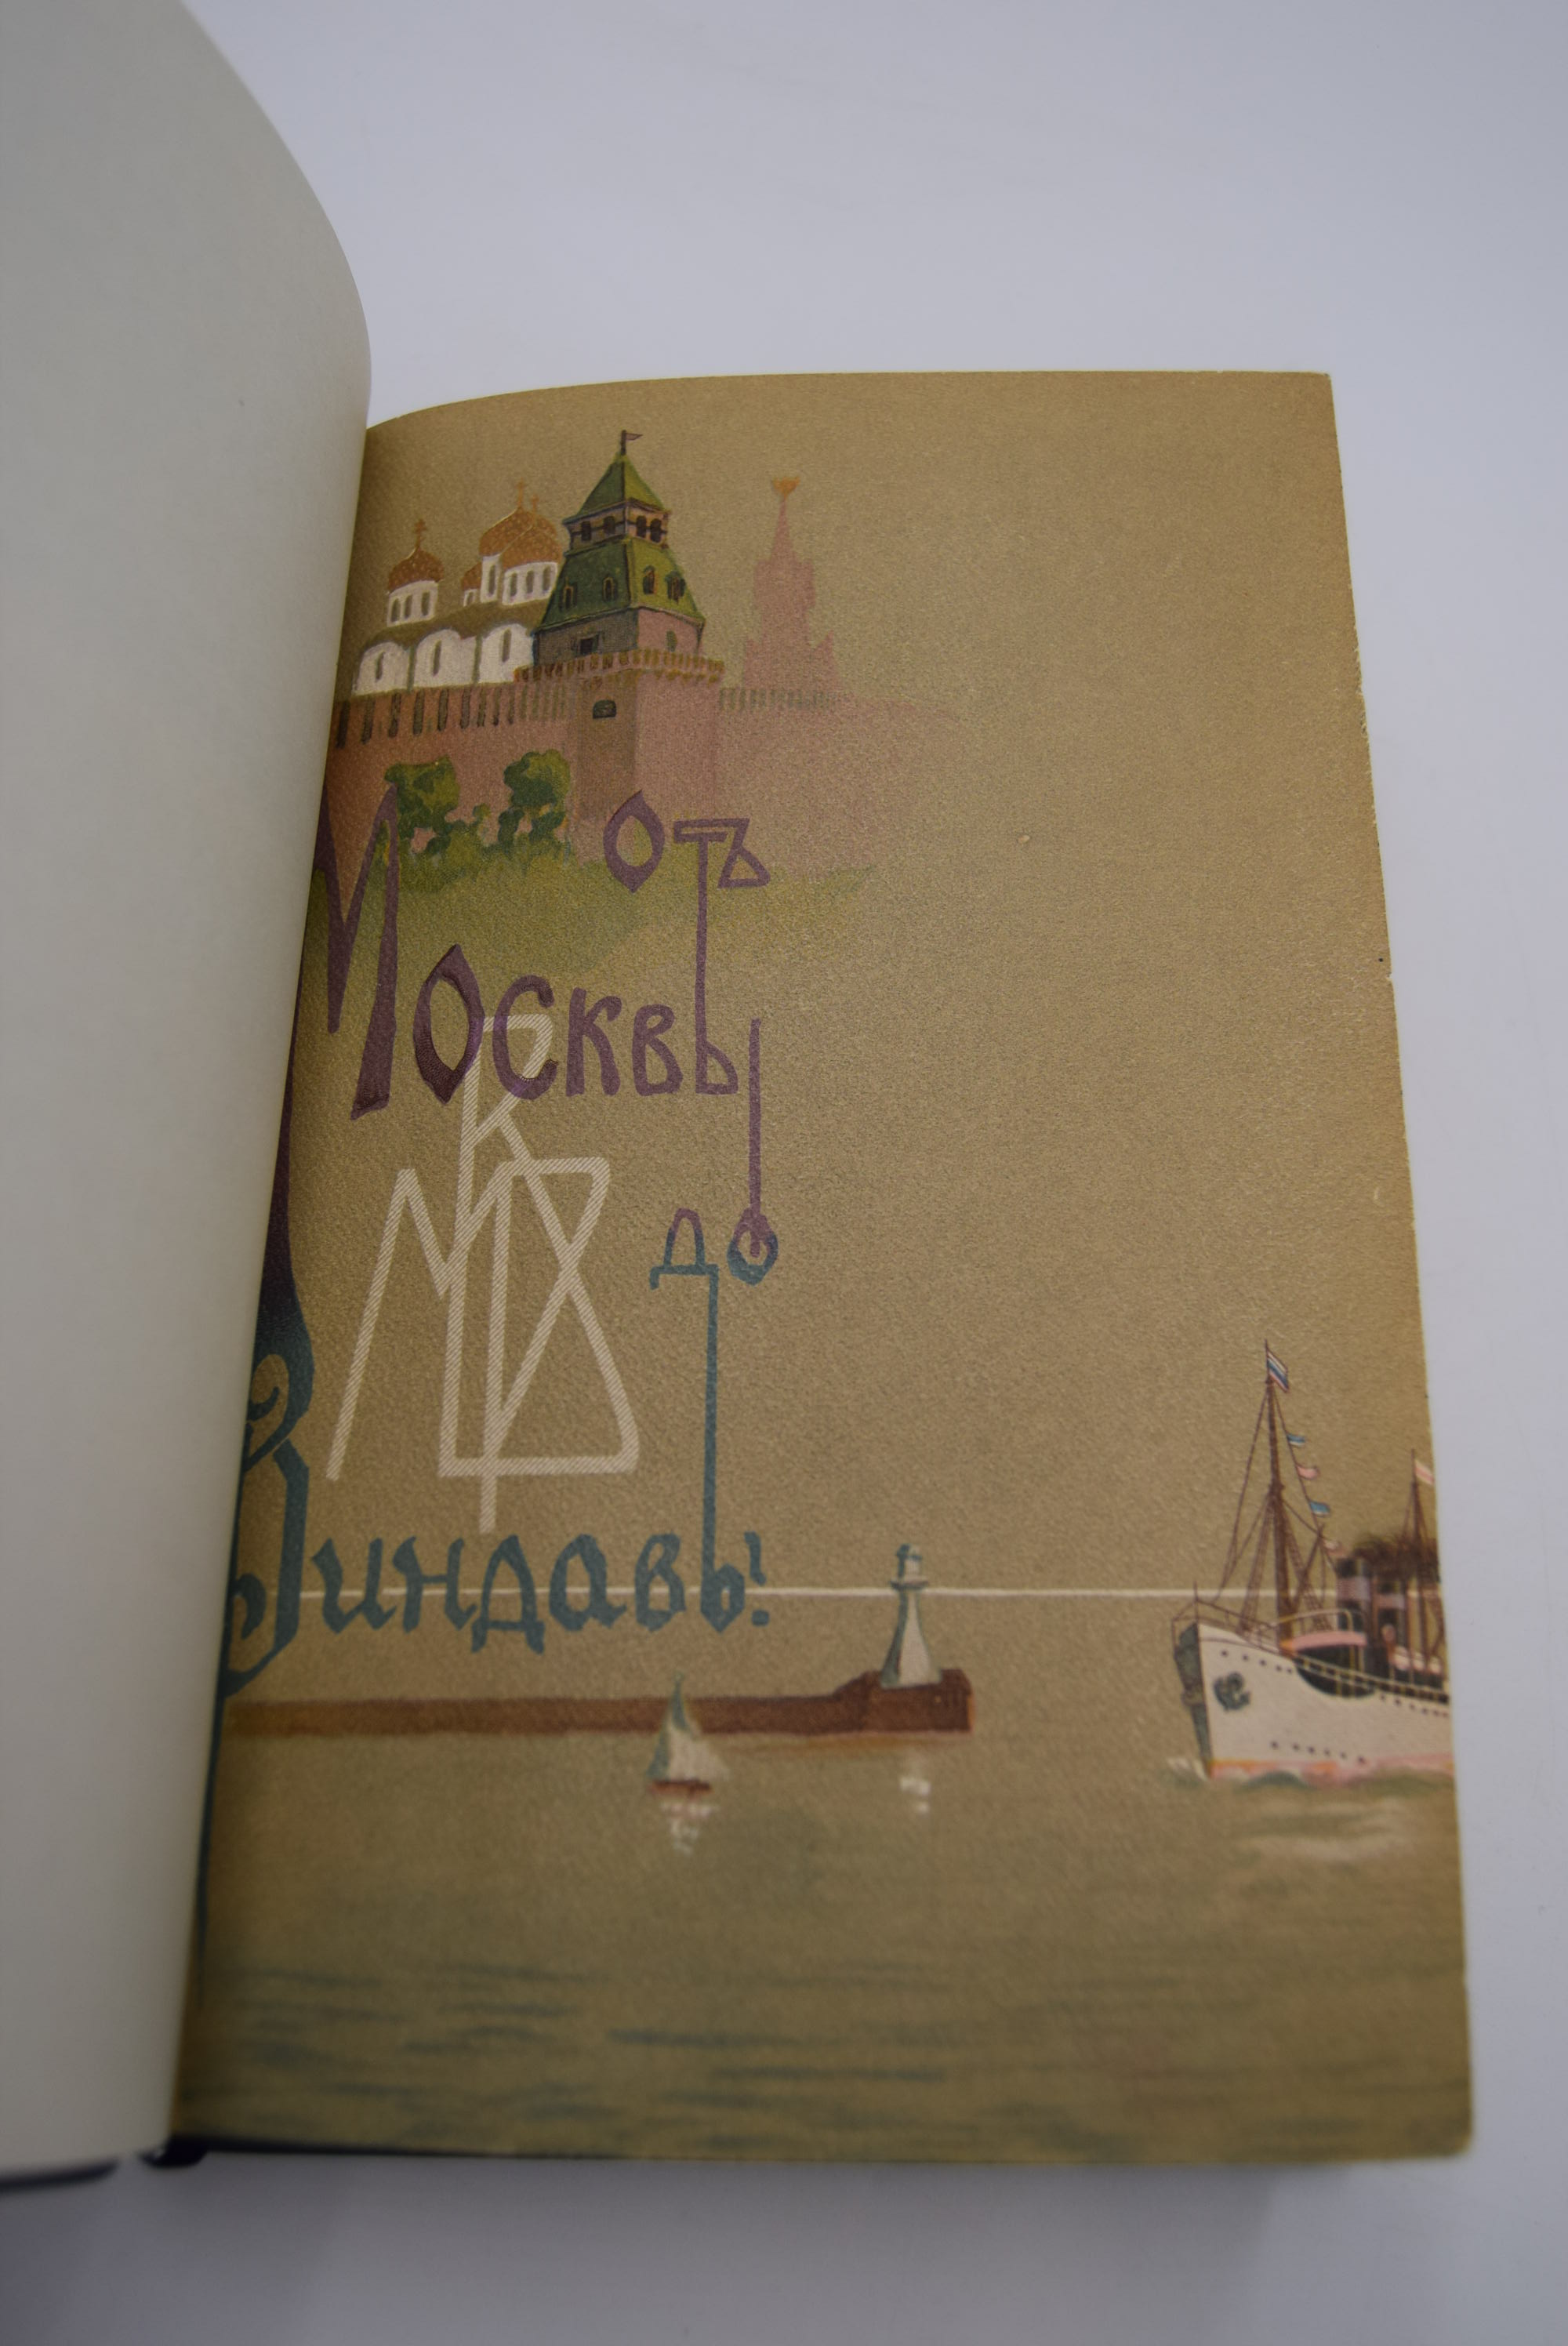 Отъ
Москвы
до
Виндавы!